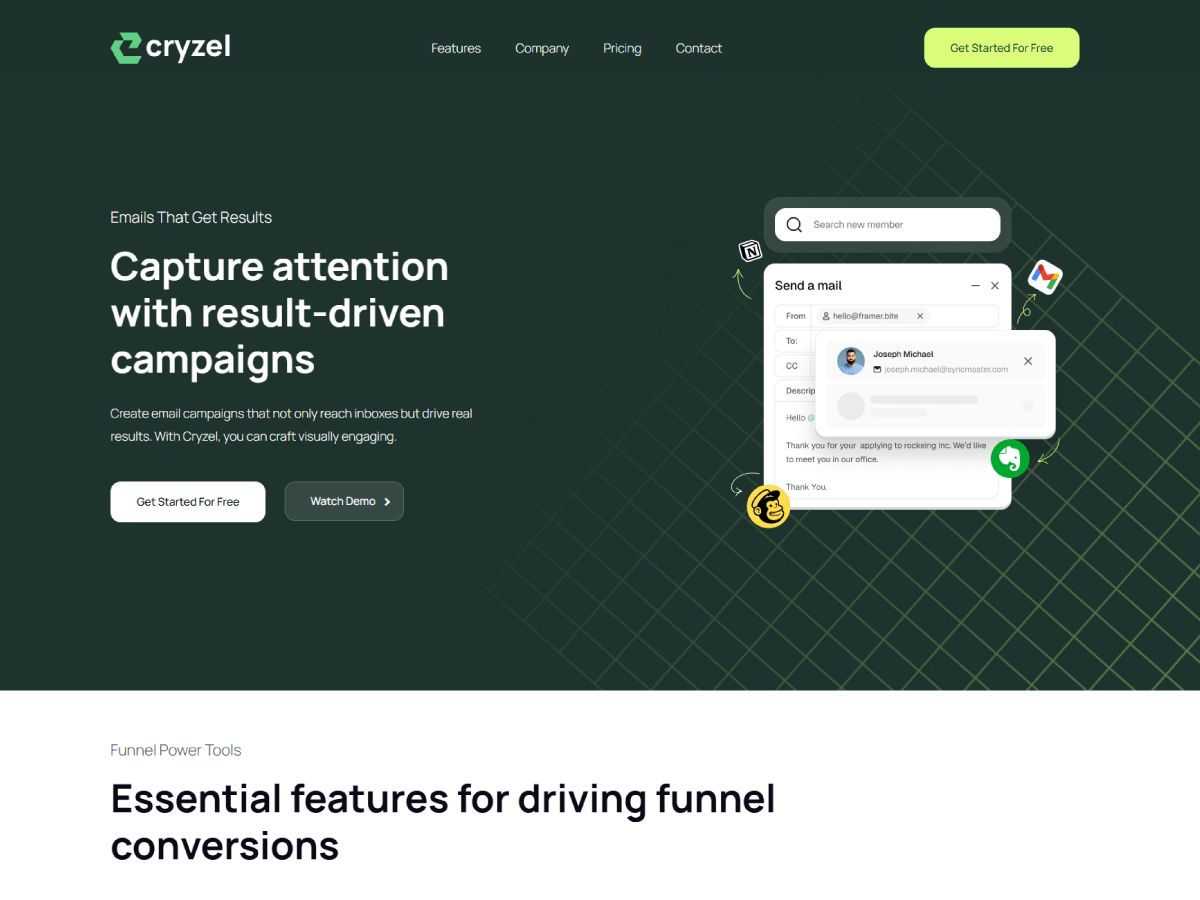 cryzel
Features
Company
Pricing
Contact
Get Started For Free
Emails That Get Results
Capture attention
with result-driven
campaigns
Create email campaigns that not only reach inboxes but drive real
results. With Cryzel, you can craft visually engaging.
Get Started For Free
Watch Demo
Search new member
Send a mail
From
hello@framer.bite
To:
CC
Joseph Michael
joseph.michael@syncmaster.com
Descrip
Hello @
Thank you for your applying to rockeing Inc. We'd like
to meet you in our office.
Thank You.
Funnel Power Tools
Essential features for driving funnel
conversions